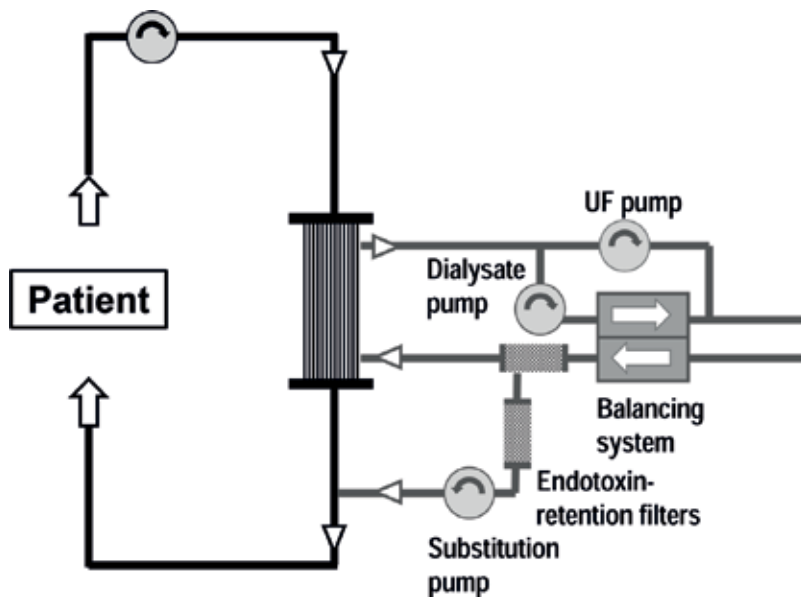 UF pump
Dialysate
pump
Patient
Balancing
system
Endotoxin-
retention filters
Substitution
pump